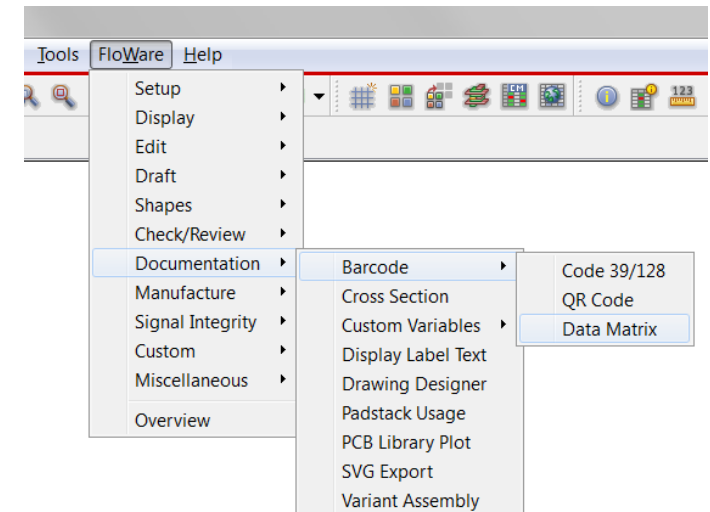 Tools FloWare Help
Setup
Display
Edit
Draft
Shapes
Check/Review
Documentation
Manufacture
Signal Integrity
Custom
Miscellaneous
Overview
Barcode
Cross Section
Custom Variables
Display Label Text
Drawing Designer
Padstack Usage
PCB Library Plot
SVG Export
Variant Assembly
Code 39/128
QR Code
Data Matrix
CM
123